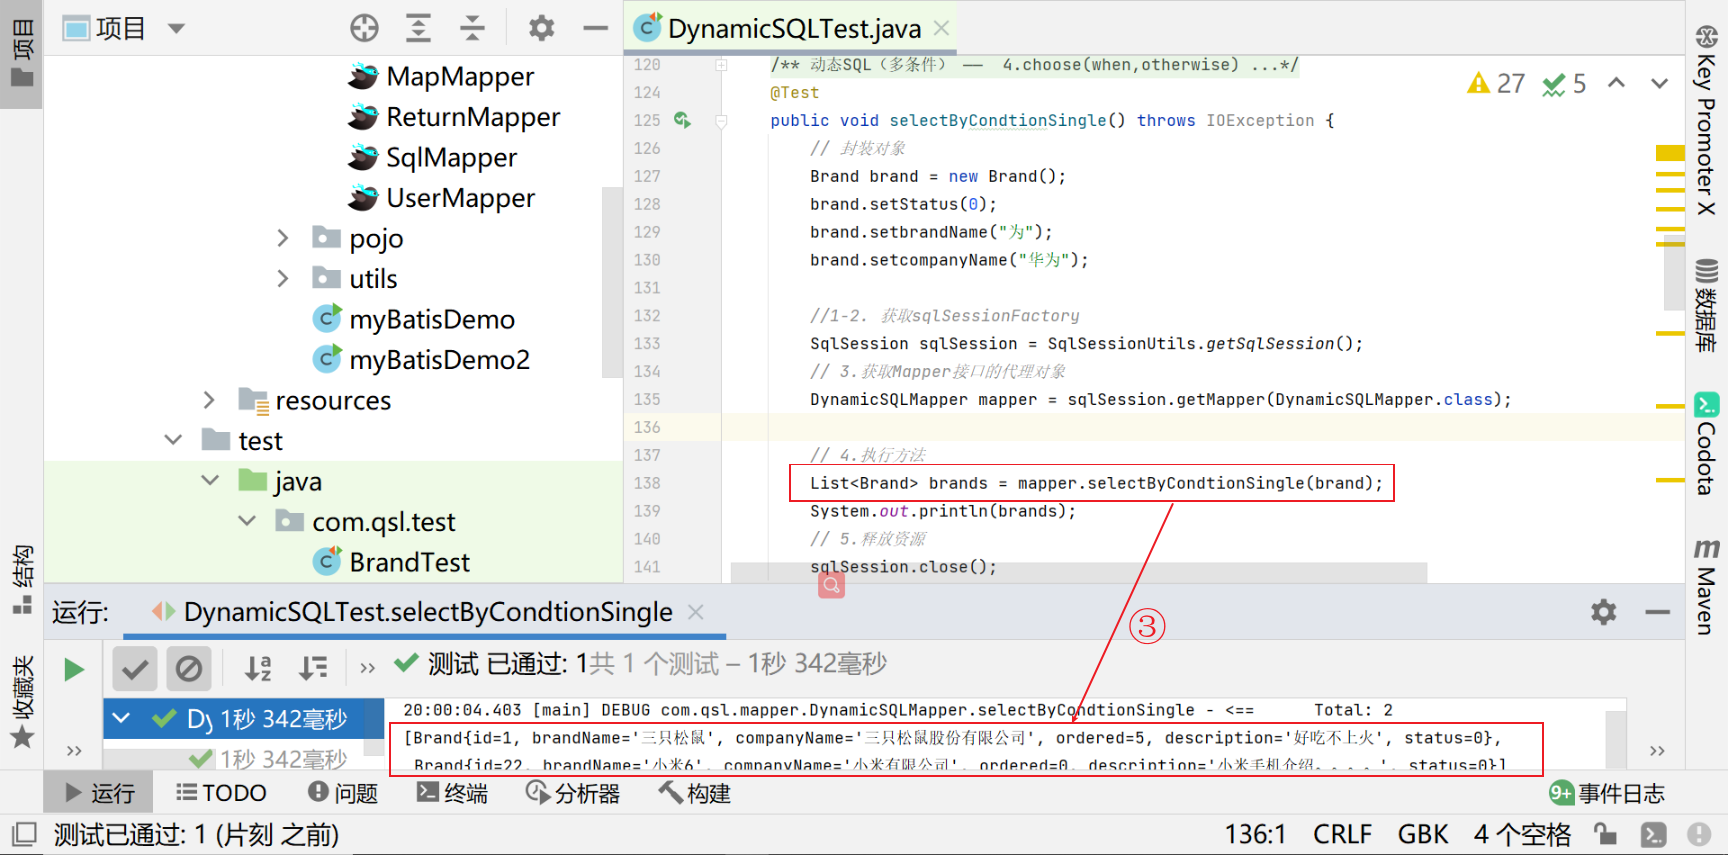 项目
项目
MapMapper
ReturnMapper
SqlMapper
UserMapper
pojo
utils
myBatisDemo
myBatisDemo2
resources
test
java
com.qsl.test
BrandTest
结构
收藏夹
DynamicSQLTest.java
27 5
120 /** 动态SQL（多条件） —— 4.choose(when,otherwise) ...*/
124 @Test
125 public void selectByCondtionSingle() throws IOException {
126 // 封装对象
127 Brand brand = new Brand();
128 brand.setStatus(0);
129 brand.setbrandName("为");
130 brand.setcompanyName("华为");
131
132 //1-2. 获取sqlSessionFactory
133 SqlSession sqlSession = SqlSessionUtils.getSqlSession();
134 // 3.获取Mapper接口的代理对象
135 DynamicSQLMapper mapper = sqlSession.getMapper(DynamicSQLMapper.class);
136
137 // 4.执行方法
138 List<Brand> brands = mapper.selectByCondtionSingle(brand);
139 System.out.println(brands);
140 // 5.释放资源
141 sqlSession.close();
Key Promoter X
数据库
Codota
m Maven
运行: DynamicSQLTest.selectByCondtionSingle
③
测试 已通过: 1共 1 个测试 – 1秒 342毫秒
Dy 1秒 342毫秒
1秒 342毫秒
20:00:04.403 [main] DEBUG com.qsl.mapper.DynamicSQLMapper.selectByCondtionSingle - <== Total: 2
[Brand{id=1, brandName='三只松鼠', companyName='三只松鼠股份有限公司', ordered=5, description='好吃不上火', status=0},
Brand{id=22, brandName='小米6', companyName='小米有限公司', ordered=0, description='小米手机介绍。。。。', status=0}]
运行 TODO 问题 终端 分析器 构建 9+ 事件日志
测试已通过: 1 (片刻 之前) 136:1 CRLF GBK 4 个空格